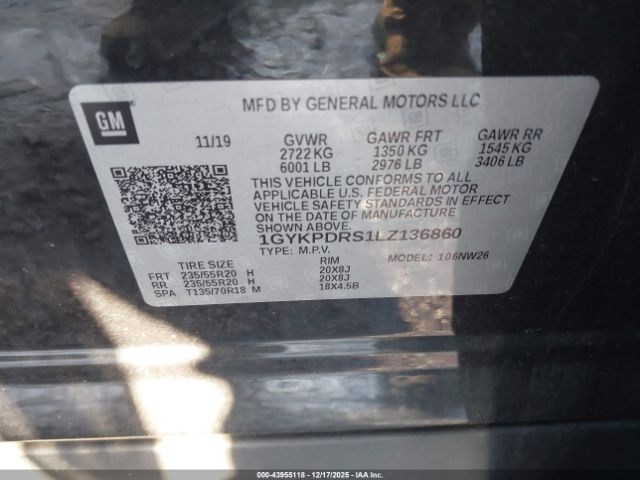 GM
MFD BY GENERAL MOTORS LLC
11/19 GVWR GAWR FRT GAWR RR
2722 KG 1350 KG 1545 KG
6001 LB 2976 LB 3406 LB
THIS VEHICLE CONFORMS TO ALL
APPLICABLE U.S. FEDERAL MOTOR
VEHICLE SAFETY STANDARDS IN EFFECT
ON THE DATE OF MANUFACTURE
SHOWN ABOVE.
1GYKPDRS1LZ136860
TYPE: M.P.V. MODEL: 106NW26
TIRE SIZE RIM
FRT 235/55R20 H 20X8J
RR 235/55R20 H 20X8J
SPA T135/70R18 M 18X4.5B
000-43955118 - 12/17/2025 - IAAI, Inc.